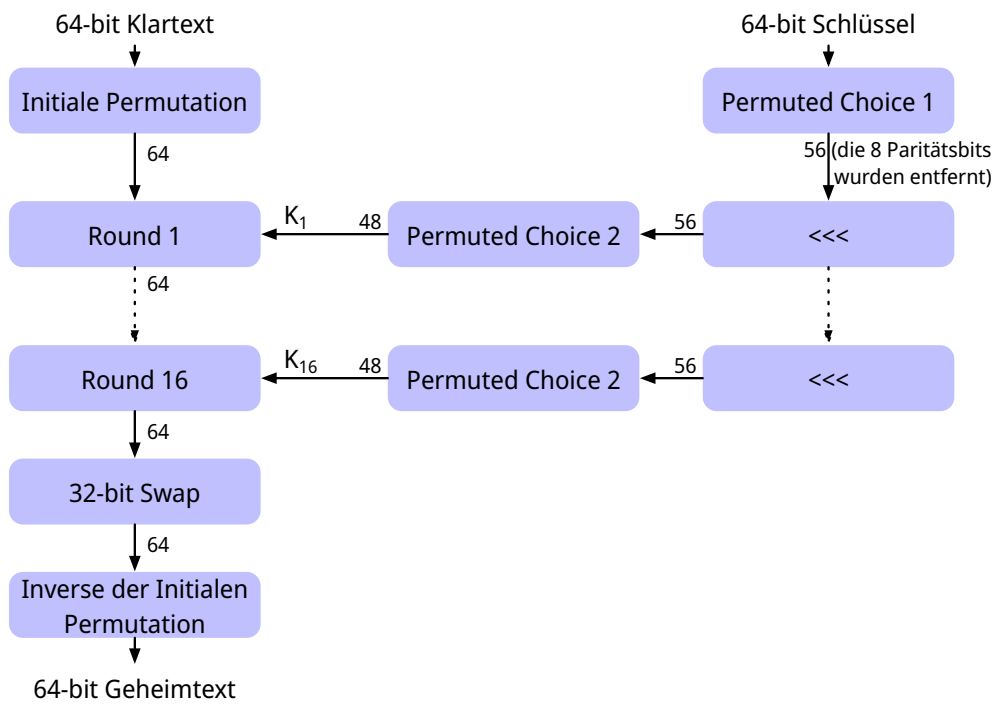 64-bit Klartext
64-bit Schlüssel
Initiale Permutation
Permuted Choice 1
64
56 (die 8 Paritätsbits
wurden entfernt)
Round 1
K1
48
Permuted Choice 2
56
<<<
64
Round 16
K16
48
Permuted Choice 2
56
<<<
64
32-bit Swap
64
Inverse der Initialen
Permutation
64-bit Geheimtext